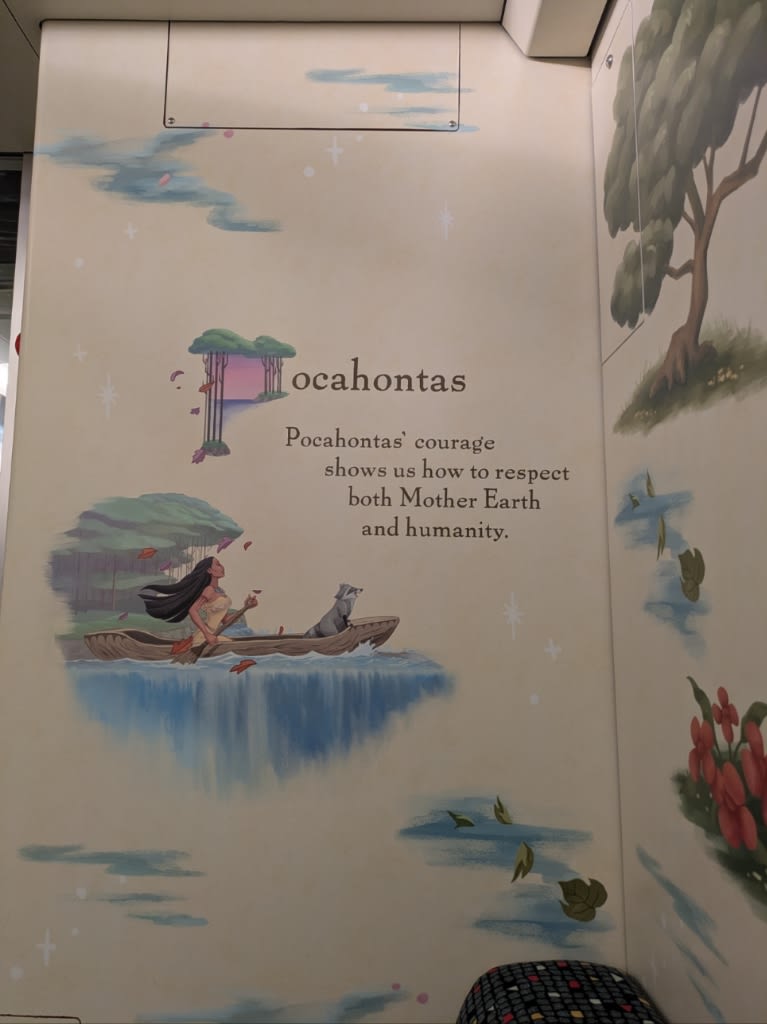 Pocahontas
Pocahontas' courage
shows us how to respect
both Mother Earth
and humanity.